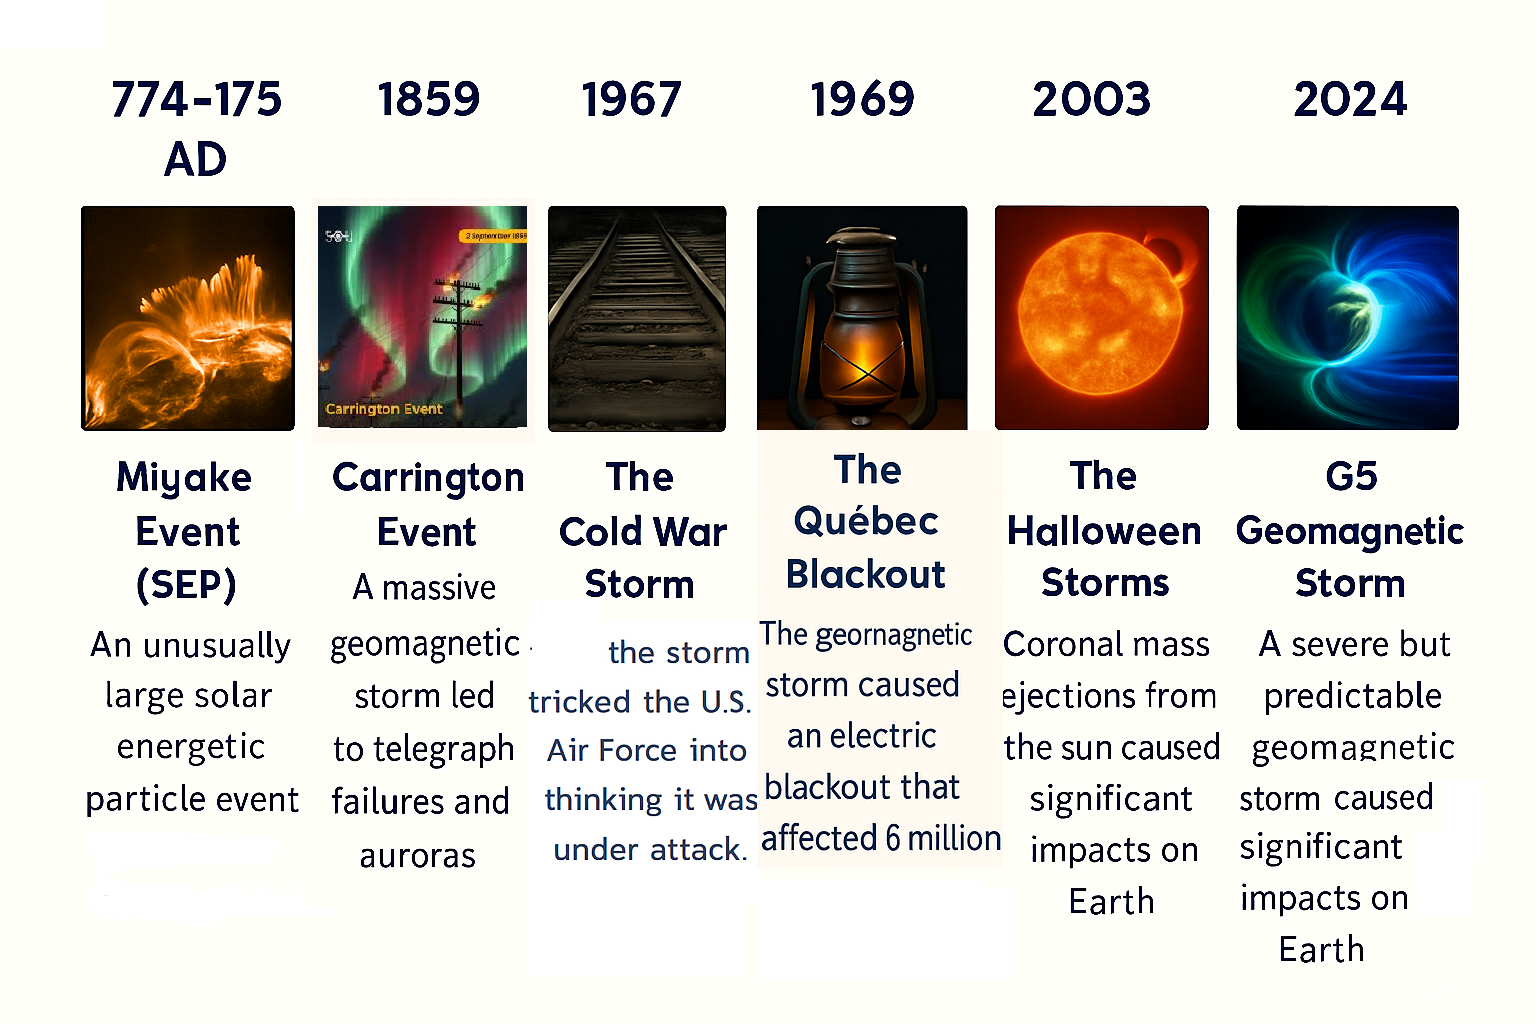 774-175
AD
1859
1967
1969
2003
2024
2 September 1859
Carrington Event
Miyake
Event
(SEP)
An unusually
large solar
energetic
particle event
Carrington
Event
A massive
geomagnetic
storm led
to telegraph
failures and
auroras
The
Cold War
Storm
the storm
tricked the U.S.
Air Force into
thinking it was
under attack.
The
Québec
Blackout
The geornagnetic
storm caused
an electric
blackout that
affected 6 million
The
Halloween
Storms
Coronal mass
ejections from
the sun caused
significant
impacts on
Earth
G5
Geomagnetic
Storm
A severe but
predictable
geomagnetic
storm caused
significant
impacts on
Earth